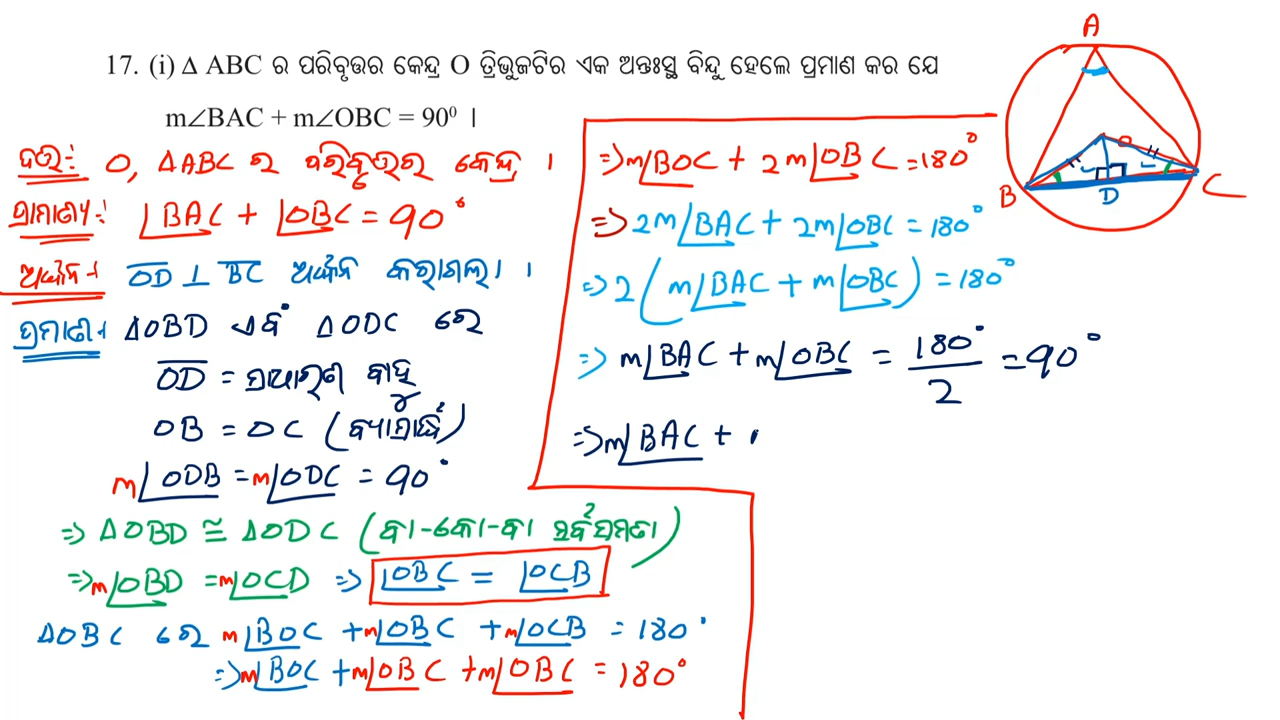 17. (i) Δ ABC ର ପରିବୃତ୍ତର କେନ୍ଦ୍ର O ତ୍ରିଭୁଜଟିର ଏକ ଅନ୍ତଃସ୍ଥ ବିନ୍ଦୁ ହେଲେ ପ୍ରମାଣ କର ଯେ
m∠BAC + m∠OBC = 90⁰ ।
ଦତ୍ତ:- O, ΔABC ର ପରିବୃତ୍ତର କେନ୍ଦ୍ର ।
ପ୍ରାମାଣ୍ୟ:- ∠BAC + ∠OBC = 90°
ଅଙ୍କନ:- OD ⊥ BC ଅଙ୍କନ କରାଗଲା ।
ପ୍ରମାଣ:- ΔOBD ଏବଂ ΔODC ରେ
OD = ସାଧାରଣ ବାହୁ
OB = OC (ବ୍ୟାସାର୍ଦ୍ଧ)
m∠ODB = m∠ODC = 90°
⇒ ΔOBD ≅ ΔODC (ବା-କୋ-ବା ସର୍ବସମତା)
⇒ m∠OBD = m∠OCD ⇒ ∠OBC = ∠OCB
ΔOBC ରେ m∠BOC + m∠OBC + m∠OCB = 180°
⇒ m∠BOC + m∠OBC + m∠OBC = 180°
⇒ m∠BOC + 2m∠OBC = 180°
⇒ 2m∠BAC + 2m∠OBC = 180°
⇒ 2(m∠BAC + m∠OBC) = 180°
⇒ m∠BAC + m∠OBC = 180°/2 = 90°
⇒ m∠BAC +
A
O
B
D
C